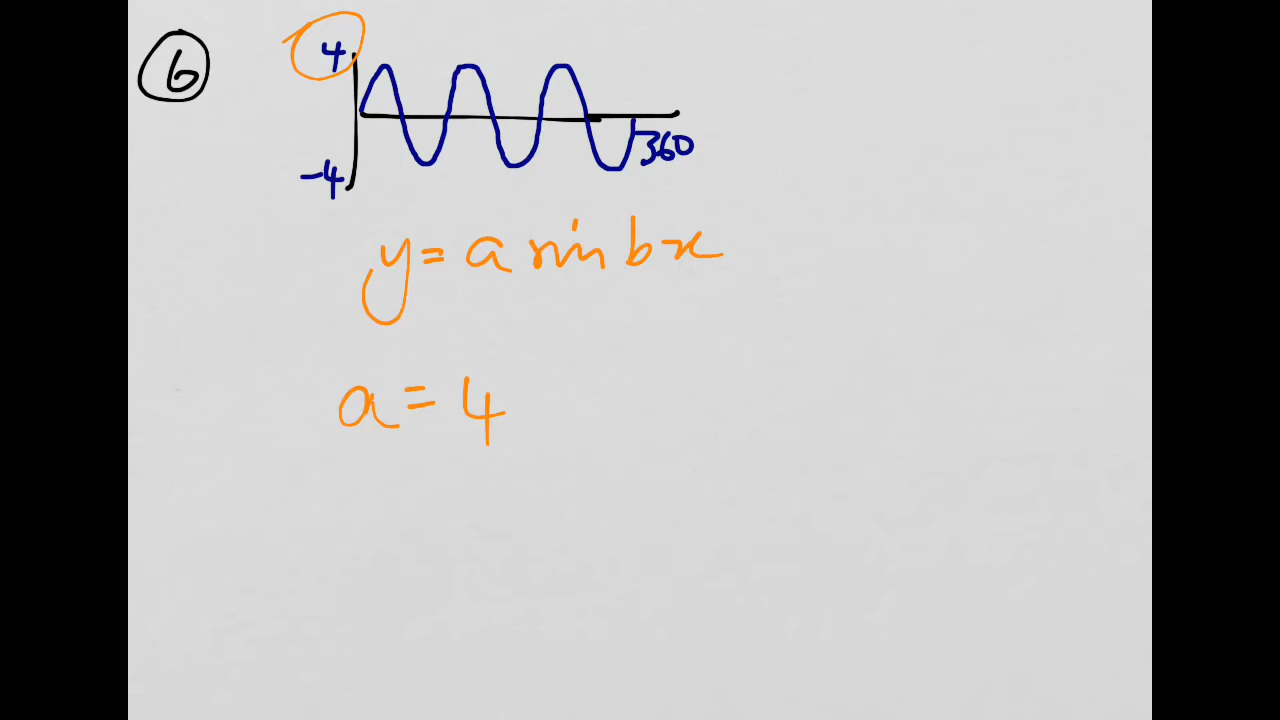 6
4
-4
360
y = a sin bx
a = 4